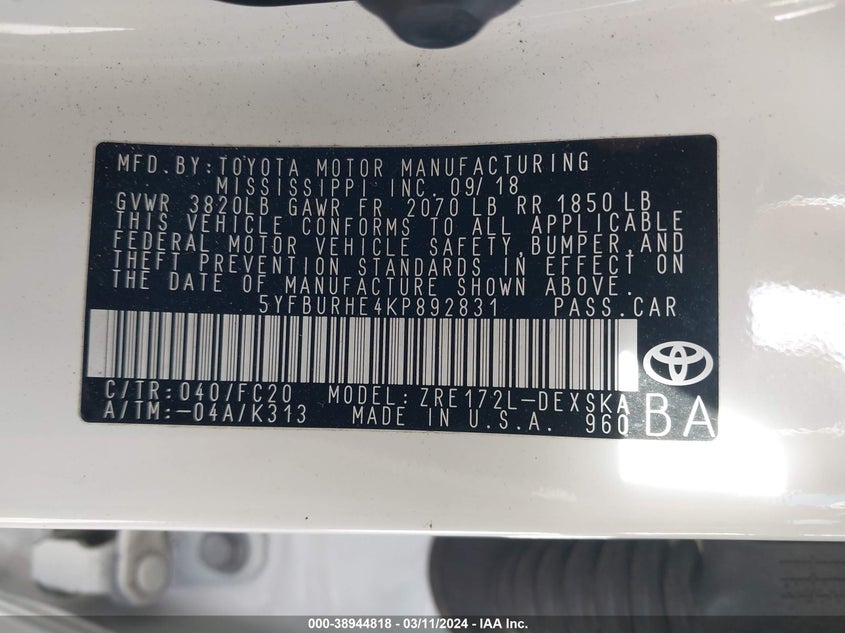 MFD. BY: TOYOTA MOTOR MANUFACTURING
MISSISSIPPI INC. 09/18
GVWR 3820LB GAWR FR 2070 LB RR 1850 LB
THIS VEHICLE CONFORMS TO ALL APPLICABLE
FEDERAL MOTOR VEHICLE SAFETY, BUMPER, AND
THEFT PREVENTION STANDARDS IN EFFECT ON
THE DATE OF MANUFACTURE SHOWN ABOVE.
5YFBURHE4KP892831 PASS. CAR
C/TR: 040/FC20 MODEL: ZRE172L-DEXSKA
A/TM: -04A/K313 MADE IN U.S.A. 960 BA
000-38944818 - 03/11/2024 - IAA Inc.